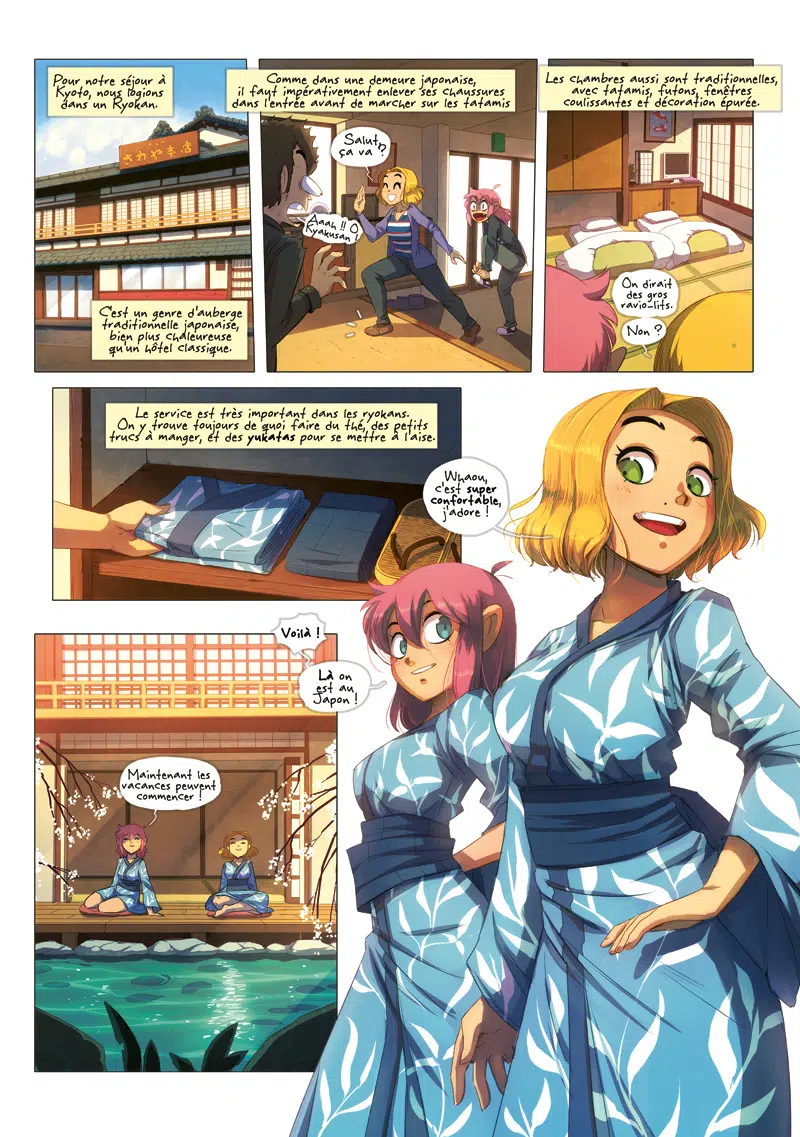 Pour notre séjour à
Kyoto, nous logions
dans un Ryokan.
さわや本店
C'est un genre d'auberge
traditionnelle japonaise,
bien plus chaleureuse
qu'un hôtel classique.
Comme dans une demeure japonaise,
il faut impérativement enlever ses chaussures
dans l'entrée avant de marcher sur les tatamis
Salut,
ça va ?
Aaah !! O
Kyakusan !
Les chambres aussi sont traditionnelles,
avec tatamis, futons, fenêtres
coulissantes et décoration épurée.
On dirait
des gros
ravio-lits.
Non ?
Le service est très important dans les ryokans.
On y trouve toujours de quoi faire du thé, des petits
trucs à manger, et des yukatas pour se mettre à l'aise.
Whaou,
c'est super
confortable,
j'adore !
Voilà !
Là on
est au
Japon !
Maintenant les
vacances peuvent
commencer !